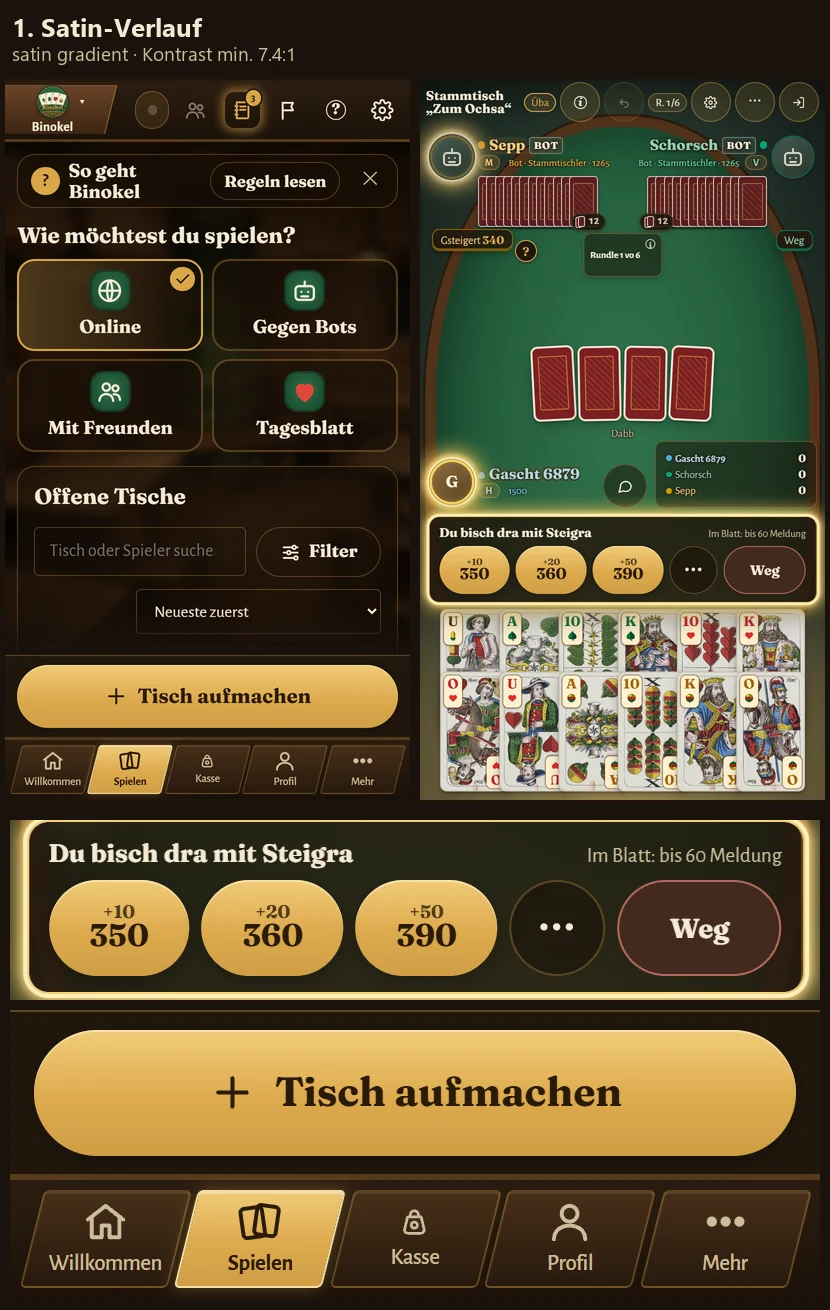 1. Satin-Verlauf
satin gradient · Kontrast min. 7.4:1
Binokel
3
?
? So geht Binokel
Regeln lesen
Wie möchtest du spielen?
Online
Gegen Bots
Mit Freunden
Tagesblatt
Offene Tische
Tisch oder Spieler suche
Filter
Neueste zuerst
+ Tisch aufmachen
Willkommen
Spielen
Kasse
Profil
Mehr
Stammtisch
„Zum Ochsa“
Üba
R. 1/6
Sepp BOT
M Bot · Stammtischler · 1265
Schorsch BOT
Bot · Stammtischler · 1265 V
12
12
Gsteigert 340
?
Rundle 1 vo 6
Weg
Dabb
G
Gascht 6879
H 1500
Gascht 6879 0
Schorsch 0
Sepp 0
Du bisch dra mit Steigra
Im Blatt: bis 60 Meldung
+10
350
+20
360
+50
390
Weg
U A 10 K 10 K
O U A 10 K O
Du bisch dra mit Steigra
Im Blatt: bis 60 Meldung
+10
350
+20
360
+50
390
Weg
+ Tisch aufmachen
Willkommen
Spielen
Kasse
Profil
Mehr